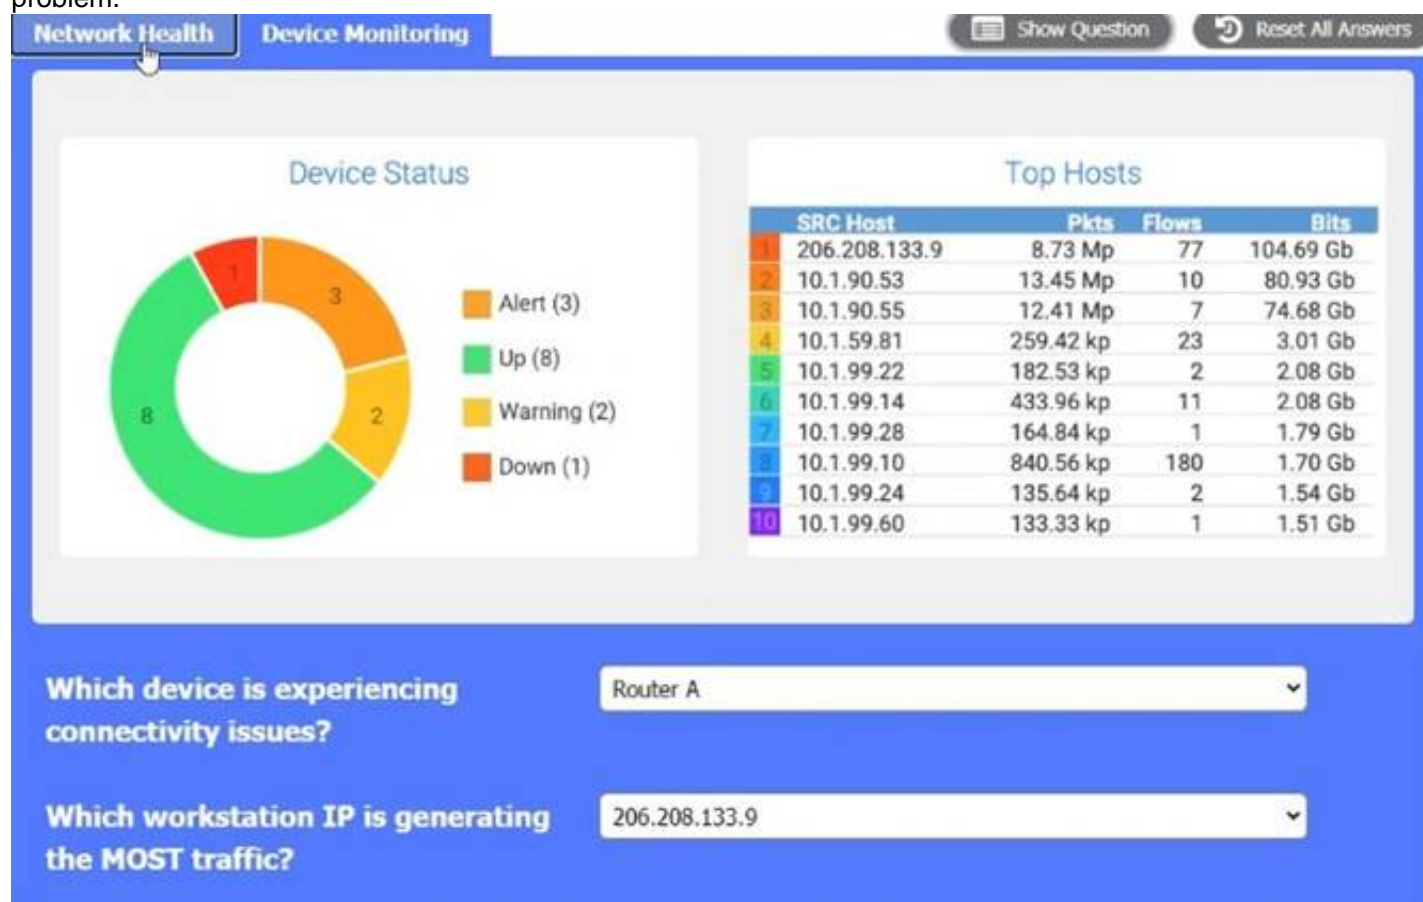 problem.
Network Health Device Monitoring Show Question Reset All Answers
Device Status
1
3
8
2
Alert (3)
Up (8)
Warning (2)
Down (1)
Top Hosts
SRC Host Pkts Flows Bits
1 206.208.133.9 8.73 Mp 77 104.69 Gb
2 10.1.90.53 13.45 Mp 10 80.93 Gb
3 10.1.90.55 12.41 Mp 7 74.68 Gb
4 10.1.59.81 259.42 kp 23 3.01 Gb
5 10.1.99.22 182.53 kp 2 2.08 Gb
6 10.1.99.14 433.96 kp 11 2.08 Gb
7 10.1.99.28 164.84 kp 1 1.79 Gb
8 10.1.99.10 840.56 kp 180 1.70 Gb
9 10.1.99.24 135.64 kp 2 1.54 Gb
10 10.1.99.60 133.33 kp 1 1.51 Gb
Which device is experiencing
connectivity issues?
Router A
Which workstation IP is generating
the MOST traffic?
206.208.133.9